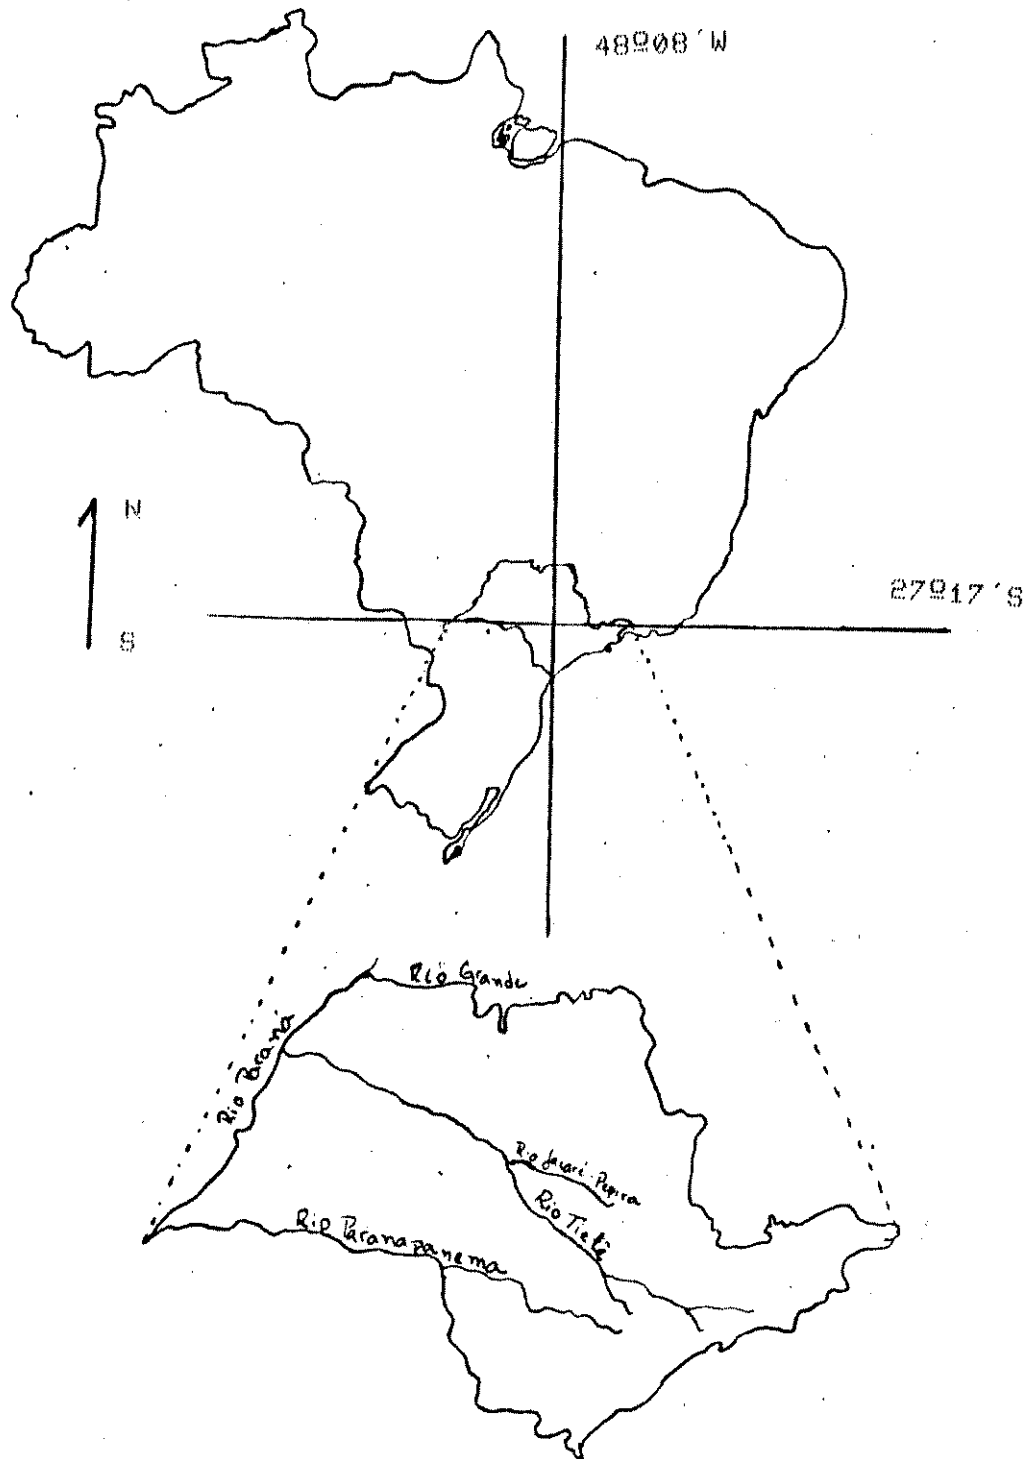 48º08´W
N
S
27º17´S
Rio Grande
Rio Paraná
Rio Jacaré-Pepira
Rio Tietê
Rio Paranapanema